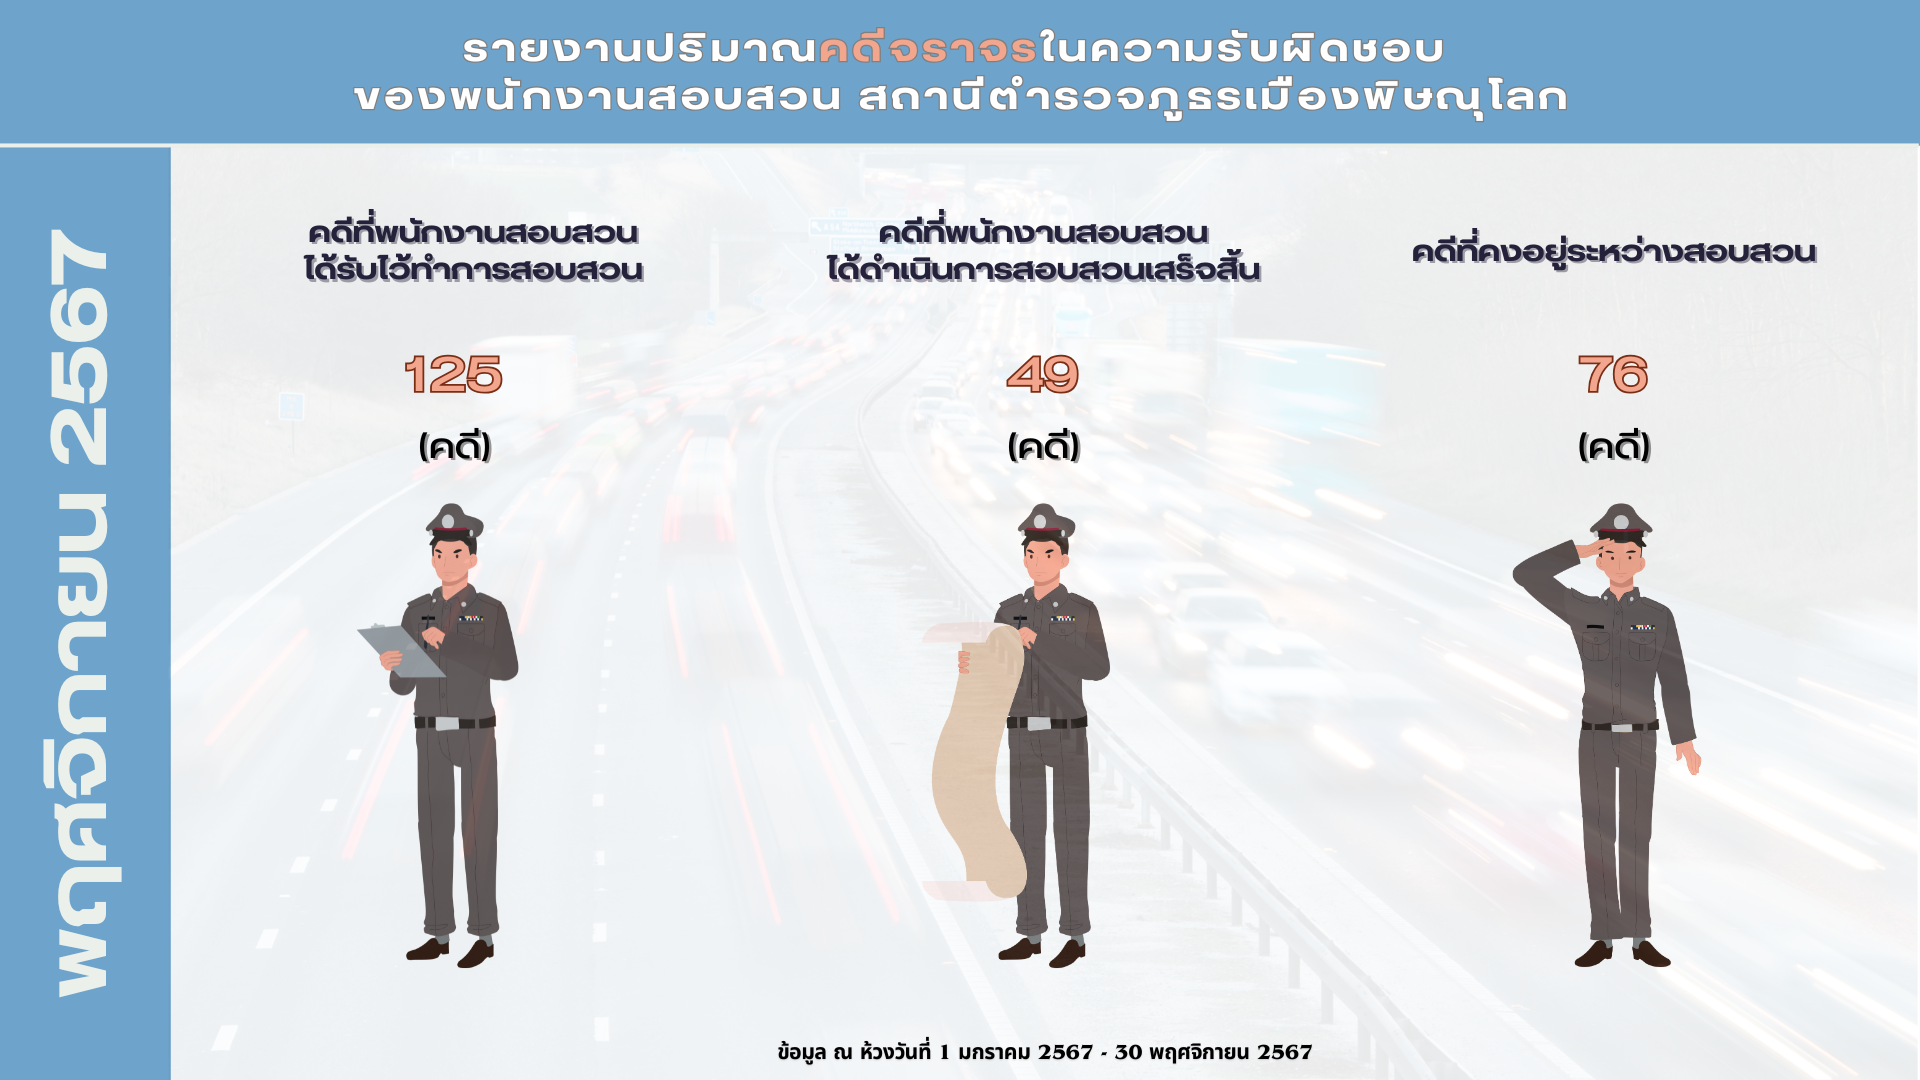 รายงานปริมาณคดีจราจรในความรับผิดชอบ
ของพนักงานสอบสวน สถานีตำรวจภูธรเมืองพิษณุโลก
พฤศจิกายน 2567
คดีที่พนักงานสอบสวน
ได้รับไว้ทำการสอบสวน
125
(คดี)
คดีที่พนักงานสอบสวน
ได้ดำเนินการสอบสวนเสร็จสิ้น
49
(คดี)
คดีที่คงอยู่ระหว่างสอบสวน
76
(คดี)
ข้อมูล ณ ห้วงวันที่ 1 มกราคม 2567 - 30 พฤศจิกายน 2567